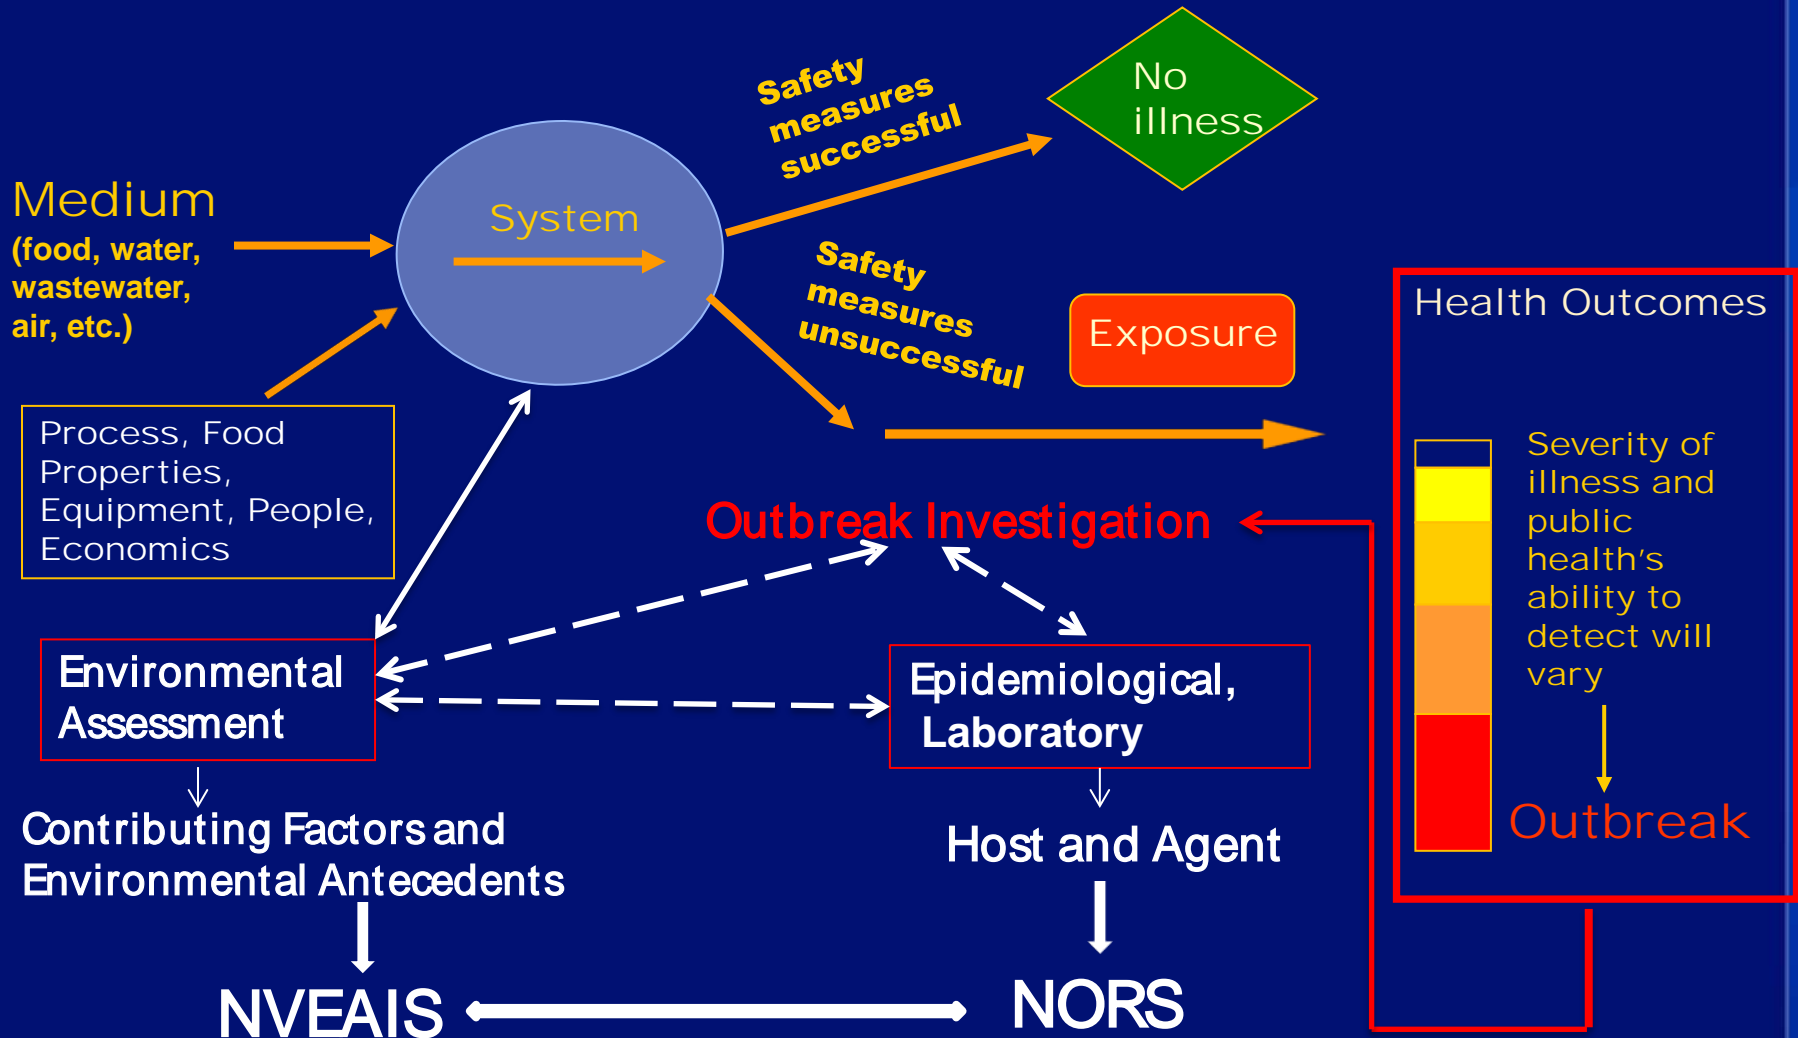 Safety
measures
successful
No
illness
Medium
(food, water,
wastewater,
air, etc.)
System
Safety
measures
unsuccessful
Exposure
Health Outcomes
Process, Food
Properties,
Equipment, People,
Economics
Severity of
illness and
public
health's
ability to
detect will
vary
Outbreak
Outbreak Investigation
Environmental
Assessment
Epidemiological,
Laboratory
Contributing Factors and
Environmental Antecedents
Host and Agent
NVEAIS
NORS